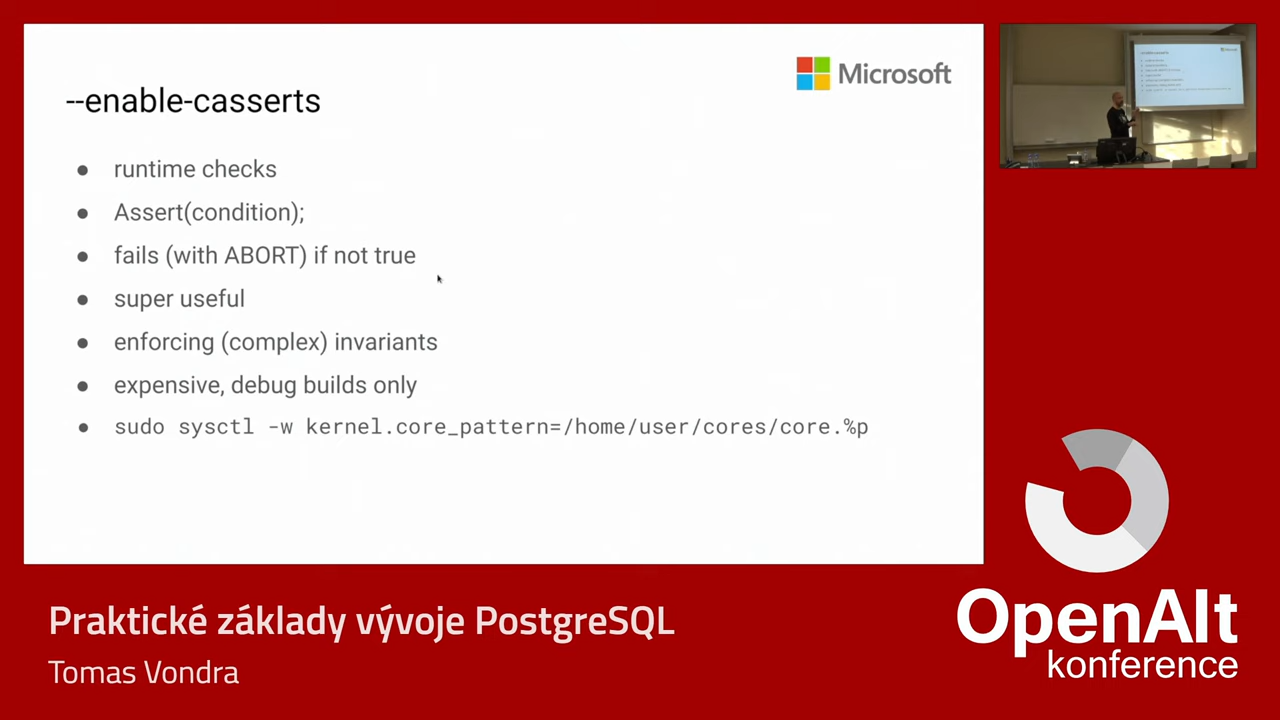 --enable-casserts
Microsoft
● runtime checks
● Assert(condition);
● fails (with ABORT) if not true
● super useful
● enforcing (complex) invariants
● expensive, debug builds only
● sudo sysctl -w kernel.core_pattern=/home/user/cores/core.%p
Praktické základy vývoje PostgreSQL
Tomas Vondra
OpenAlt
konference